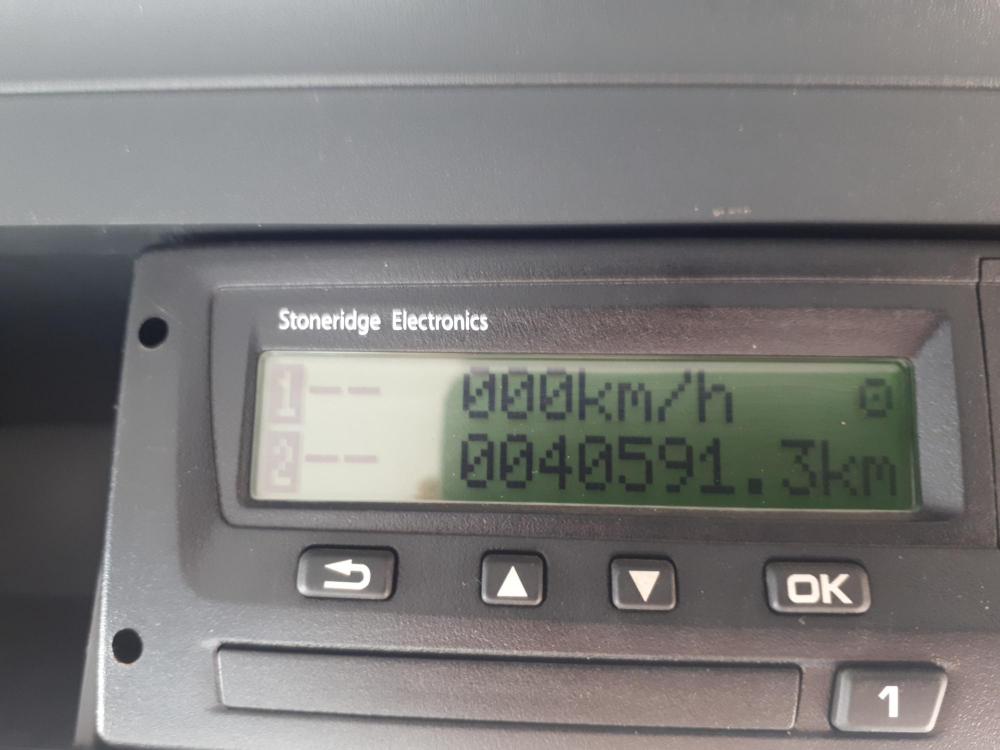 Stoneridge Electronics
1 -- 000km/h
2 -- 0040591.3km
OK
1